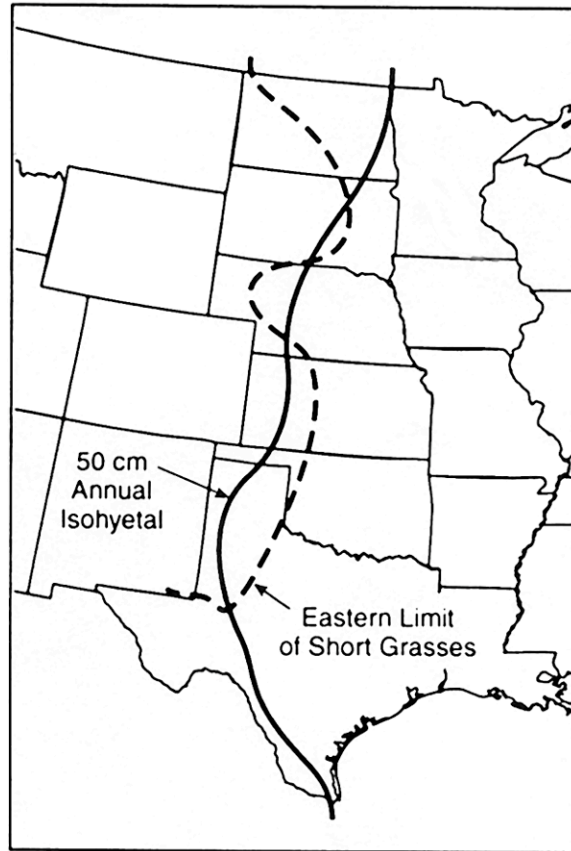 50 cm
Annual
Isohyetal
Eastern Limit
of Short Grasses